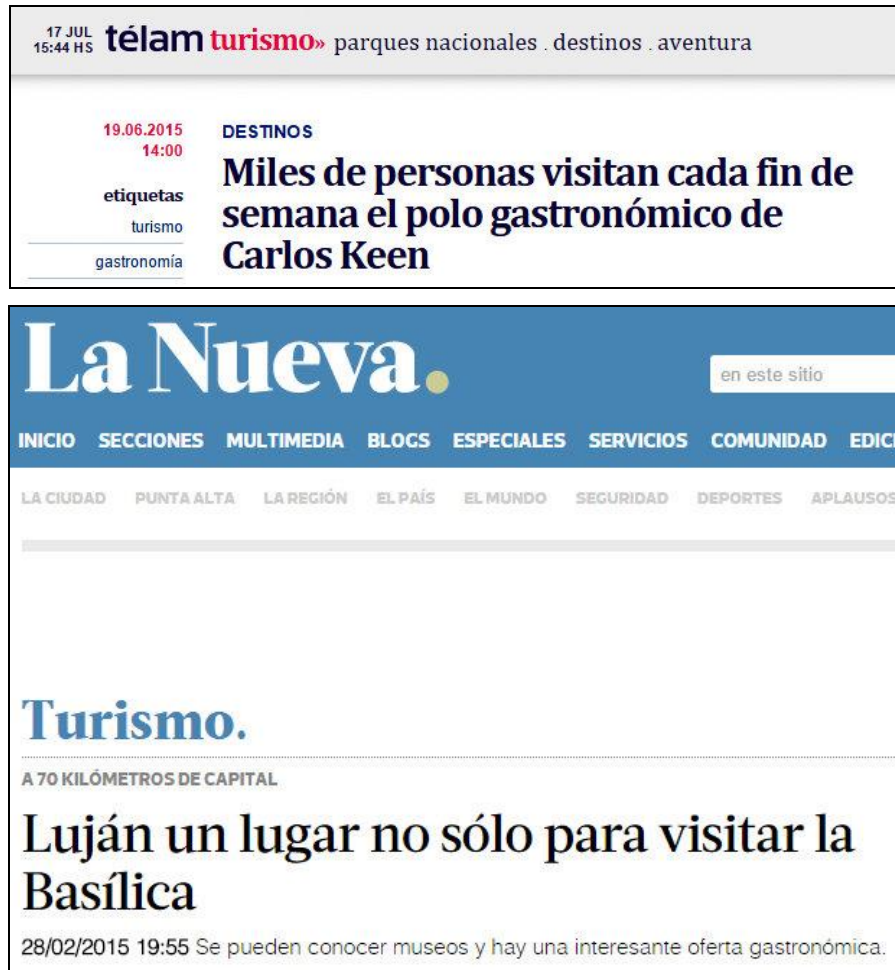 17 JUL
15:44 HS
télam turismo» parques nacionales . destinos . aventura
19.06.2015
14:00
etiquetas
turismo
gastronomía
DESTINOS
Miles de personas visitan cada fin de
semana el polo gastronómico de
Carlos Keen
La Nueva.
en este sitio
INICIO SECCIONES MULTIMEDIA BLOGS ESPECIALES SERVICIOS COMUNIDAD EDICI
LA CIUDAD PUNTA ALTA LA REGIÓN EL PAÍS EL MUNDO SEGURIDAD DEPORTES APLAUSOS
Turismo.
A 70 KILÓMETROS DE CAPITAL
Luján un lugar no sólo para visitar la
Basílica
28/02/2015 19:55 Se pueden conocer museos y hay una interesante oferta gastronómica.